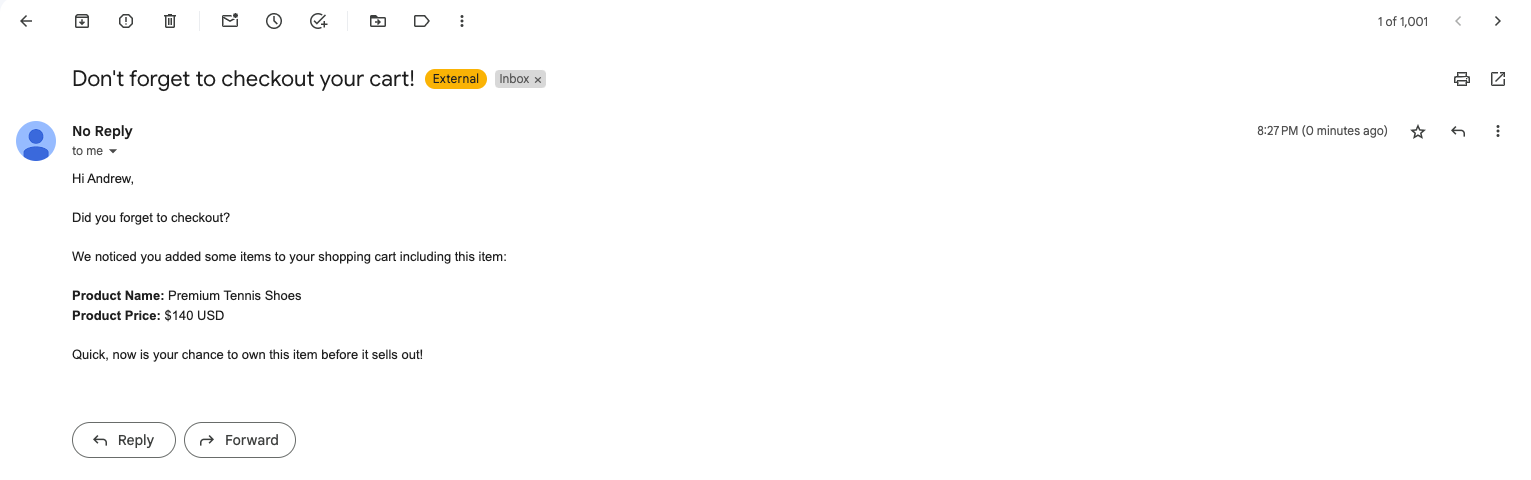 1 of 1,001
Don't forget to checkout your cart! External Inbox ×
No Reply 8:27 PM (0 minutes ago)
to me
Hi Andrew,
Did you forget to checkout?
We noticed you added some items to your shopping cart including this item:
Product Name: Premium Tennis Shoes
Product Price: $140 USD
Quick, now is your chance to own this item before it sells out!
Reply Forward